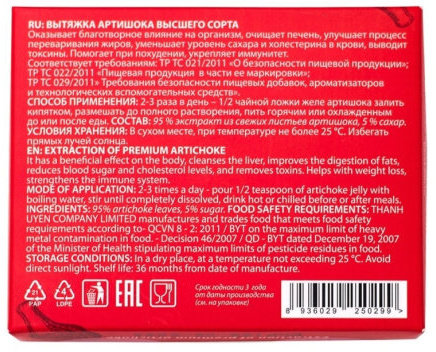 RU: ВЫТЯЖКА АРТИШОКА ВЫСШЕГО СОРТА
Оказывает благотворное влияние на организм, очищает печень, улучшает процесс
переваривания жиров, уменьшает уровень сахара и холестерина в крови, выводит
токсины. Помогает при похудении, укрепляет иммунитет.
Соответствует требованиям: ТР ТС 021/2011 «О безопасности пищевой продукции»;
ТР ТС 022/2011 «Пищевая продукция в части ее маркировки»;
ТР ТС 029/2011» Требования безопасности пищевых добавок, ароматизаторов
и технологических вспомогательных средств».
СПОСОБ ПРИМЕНЕНИЯ: 2-3 раза в день – 1/2 чайной ложки желе артишока залить
кипятком, размешать до полного растворения, пить горячим или охлажденным
до или после еды. СОСТАВ: 95% экстракт из свежих листьев артишока, 5% сахар.
УСЛОВИЯ ХРАНЕНИЯ: В сухом месте, при температуре не более 25 °С. Избегать
прямых лучей солнца.
EN: EXTRACTION OF PREMIUM ARTICHOKE
It has a beneficial effect on the body, cleanses the liver, improves the digestion of fats,
reduces blood sugar and cholesterol levels, and removes toxins. Helps with weight loss,
strengthens the immune system.
MODE OF APPLICATION: 2-3 times a day - pour 1/2 teaspoon of artichoke jelly with
boiling water, stir until completely dissolved, drink hot or chilled before or after meals.
INGREDIENTS: 95% artichoke leaves, 5% sugar. FOOD SAFETY REQUIREMENTS: THANH
UYEN COMPANY LIMITED manufactures and trades food that meets food safety
requirements according to- QCVN 8 - 2: 2011 / BYT on the maximum limit of heavy
metal contamination in food. - Decision 46/2007 / QD - BYT dated December 19, 2007
of the Minister of Health stipulating maximum limits of pesticide residues in food.
STORAGE CONDITIONS: In a dry place, at a temperature not exceeding 25 °C. Avoid
direct sunlight. Shelf life: 36 months from date of manufacture.
21
PAP
4
LDPE
EAC
Срок годности 3 года
от даты производства
(см. на упаковке)
8 936029 250299 >